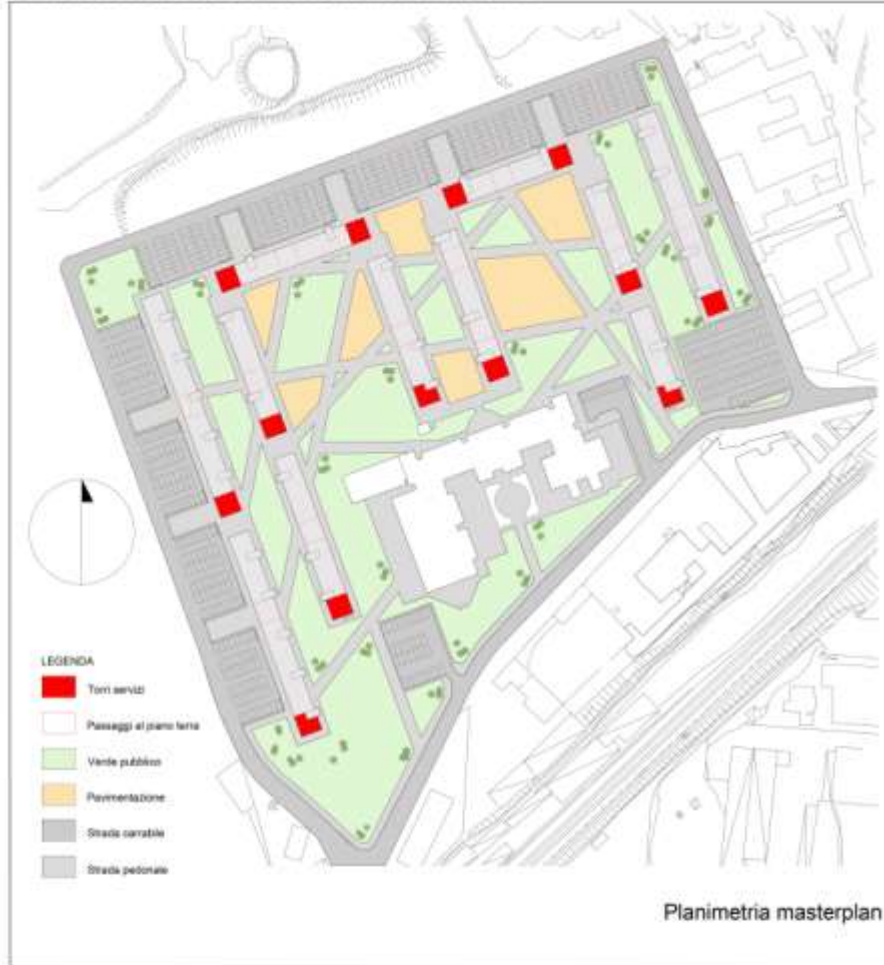 LEGENDA
Torri servizi
Passaggi al piano terra
Verde pubblico
Pavimentazione
Strada carrabile
Strada pedonale
Planimetria masterplan